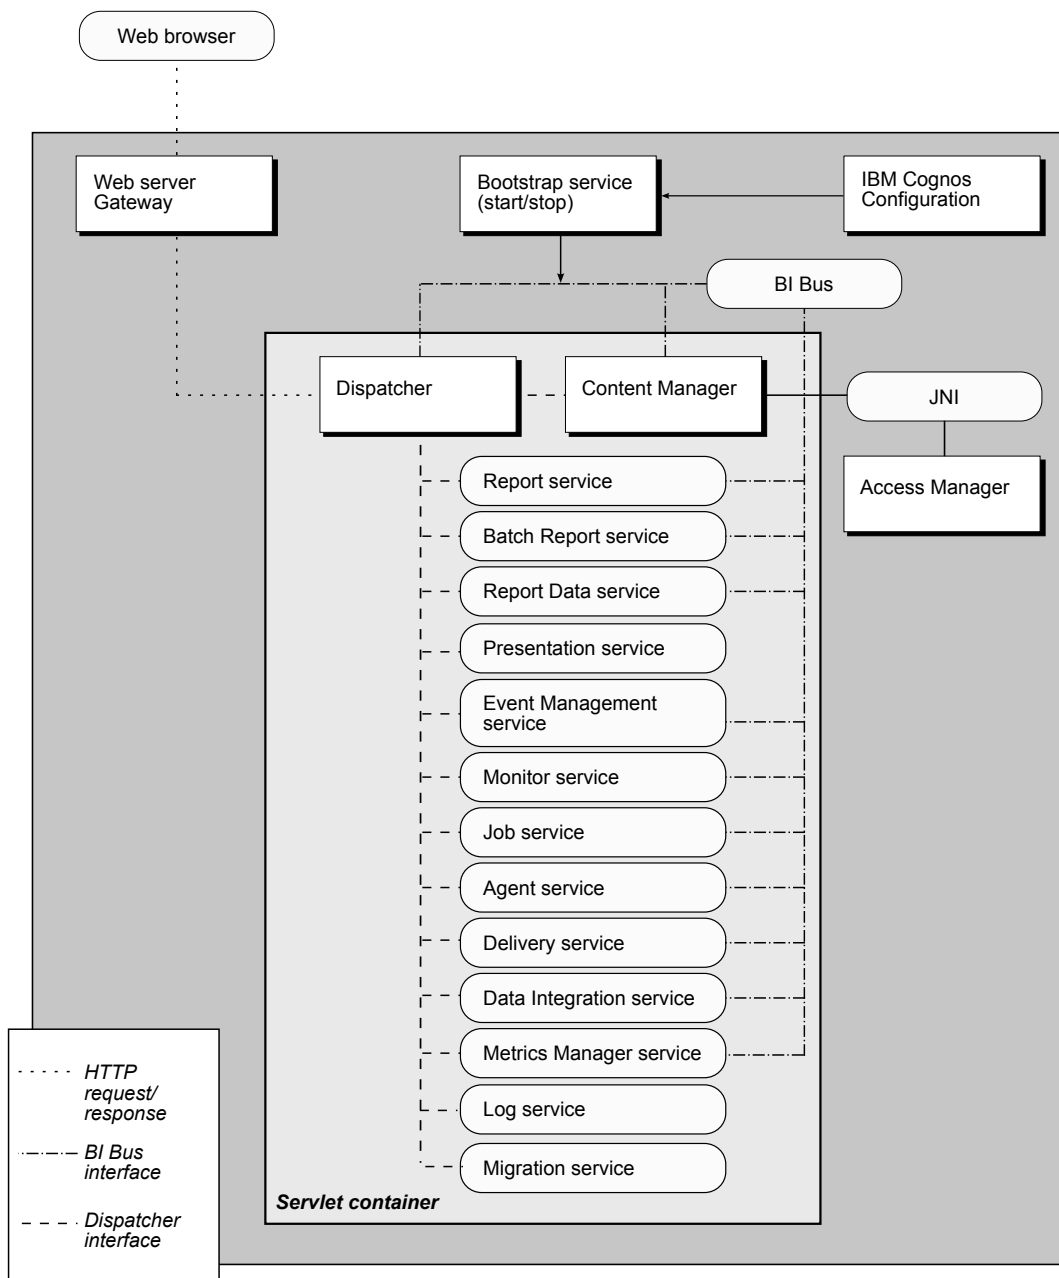 Web browser
Web server
Gateway
Bootstrap service
(start/stop)
IBM Cognos
Configuration
BI Bus
Dispatcher
Content Manager
JNI
Access Manager
Report service
Batch Report service
Report Data service
Presentation service
Event Management
service
Monitor service
Job service
Agent service
Delivery service
Data Integration service
Metrics Manager service
Log service
Migration service
Servlet container
HTTP
request/
response
BI Bus
interface
Dispatcher
interface